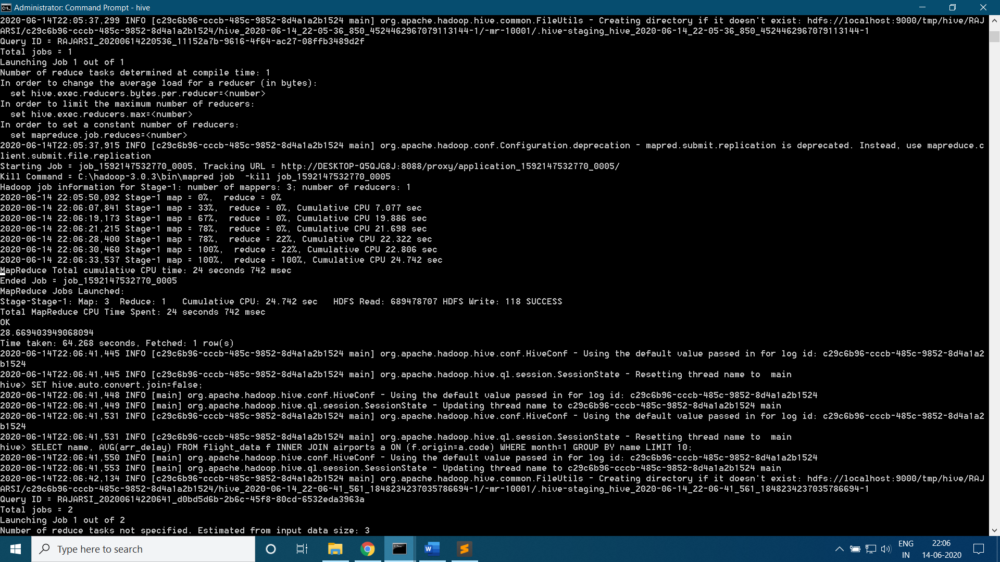 Administrator: Command Prompt - hive
2020-06-14T22:05:37,299 INFO [c29c6b96-cccb-485c-9852-8d4a1a2b1524 main] org.apache.hadoop.hive.common.FileUtils - Creating directory if it doesn't exist: hdfs://localhost:9000/tmp/hive/RAJ
ARSI/c29c6b96-cccb-485c-9852-8d4a1a2b1524/hive_2020-06-14_22-05-36_850_4524462967079113144-1/-mr-10001/.hive-staging_hive_2020-06-14_22-05-36_850_4524462967079113144-1
Query ID = RAJARSI_20200614220536_11152a7b-9616-4f64-ac27-08ffb3489d2f
Total jobs = 1
Launching Job 1 out of 1
Number of reduce tasks determined at compile time: 1
In order to change the average load for a reducer (in bytes):
  set hive.exec.reducers.bytes.per.reducer=<number>
In order to limit the maximum number of reducers:
  set hive.exec.reducers.max=<number>
In order to set a constant number of reducers:
  set mapreduce.job.reduces=<number>
2020-06-14T22:05:37,915 INFO [c29c6b96-cccb-485c-9852-8d4a1a2b1524 main] org.apache.hadoop.conf.Configuration.deprecation - mapred.submit.replication is deprecated. Instead, use mapreduce.c
lient.submit.file.replication
Starting Job = job_1592147532770_0005, Tracking URL = http://DESKTOP-Q5QJG8J:8088/proxy/application_1592147532770_0005/
Kill Command = C:\hadoop-3.0.3\bin\mapred job  -kill job_1592147532770_0005
Hadoop job information for Stage-1: number of mappers: 3; number of reducers: 1
2020-06-14 22:05:50,092 Stage-1 map = 0%,  reduce = 0%
2020-06-14 22:06:07,841 Stage-1 map = 33%,  reduce = 0%, Cumulative CPU 7.077 sec
2020-06-14 22:06:19,173 Stage-1 map = 67%,  reduce = 0%, Cumulative CPU 19.886 sec
2020-06-14 22:06:21,215 Stage-1 map = 78%,  reduce = 0%, Cumulative CPU 21.698 sec
2020-06-14 22:06:28,400 Stage-1 map = 78%,  reduce = 22%, Cumulative CPU 22.322 sec
2020-06-14 22:06:30,460 Stage-1 map = 100%,  reduce = 22%, Cumulative CPU 22.806 sec
2020-06-14 22:06:33,537 Stage-1 map = 100%,  reduce = 100%, Cumulative CPU 24.742 sec
MapReduce Total cumulative CPU time: 24 seconds 742 msec
Ended Job = job_1592147532770_0005
MapReduce Jobs Launched:
Stage-Stage-1: Map: 3  Reduce: 1   Cumulative CPU: 24.742 sec   HDFS Read: 689478707 HDFS Write: 118 SUCCESS
Total MapReduce CPU Time Spent: 24 seconds 742 msec
OK
28.669403949068094
Time taken: 64.268 seconds, Fetched: 1 row(s)
2020-06-14T22:06:41,445 INFO [c29c6b96-cccb-485c-9852-8d4a1a2b1524 main] org.apache.hadoop.hive.conf.HiveConf - Using the default value passed in for log id: c29c6b96-cccb-485c-9852-8d4a1a2
b1524
2020-06-14T22:06:41,445 INFO [c29c6b96-cccb-485c-9852-8d4a1a2b1524 main] org.apache.hadoop.hive.ql.session.SessionState - Resetting thread name to  main
hive> SET hive.auto.convert.join=false;
2020-06-14T22:06:41,448 INFO [main] org.apache.hadoop.hive.conf.HiveConf - Using the default value passed in for log id: c29c6b96-cccb-485c-9852-8d4a1a2b1524
2020-06-14T22:06:41,449 INFO [main] org.apache.hadoop.hive.ql.session.SessionState - Updating thread name to c29c6b96-cccb-485c-9852-8d4a1a2b1524 main
2020-06-14T22:06:41,531 INFO [c29c6b96-cccb-485c-9852-8d4a1a2b1524 main] org.apache.hadoop.hive.conf.HiveConf - Using the default value passed in for log id: c29c6b96-cccb-485c-9852-8d4a1a2
b1524
2020-06-14T22:06:41,531 INFO [c29c6b96-cccb-485c-9852-8d4a1a2b1524 main] org.apache.hadoop.hive.ql.session.SessionState - Resetting thread name to  main
hive> SELECT name, AVG(arr_delay) FROM flight_data f INNER JOIN airports a ON (f.origin=a.code) WHERE month=1 GROUP BY name LIMIT 10;
2020-06-14T22:06:41,550 INFO [main] org.apache.hadoop.hive.conf.HiveConf - Using the default value passed in for log id: c29c6b96-cccb-485c-9852-8d4a1a2b1524
2020-06-14T22:06:41,553 INFO [main] org.apache.hadoop.hive.ql.session.SessionState - Updating thread name to c29c6b96-cccb-485c-9852-8d4a1a2b1524 main
2020-06-14T22:06:42,134 INFO [c29c6b96-cccb-485c-9852-8d4a1a2b1524 main] org.apache.hadoop.hive.common.FileUtils - Creating directory if it doesn't exist: hdfs://localhost:9000/tmp/hive/RAJ
ARSI/c29c6b96-cccb-485c-9852-8d4a1a2b1524/hive_2020-06-14_22-06-41_561_1848234237035786694-1/-mr-10001/.hive-staging_hive_2020-06-14_22-06-41_561_1848234237035786694-1
Query ID = RAJARSI_20200614220641_d0bd5d6b-2b6c-45f8-80cd-6532eda3963a
Total jobs = 2
Launching Job 1 out of 2
Number of reduce tasks not specified. Estimated from input data size: 3
Type here to search
ENG
IN
22:06
14-06-2020